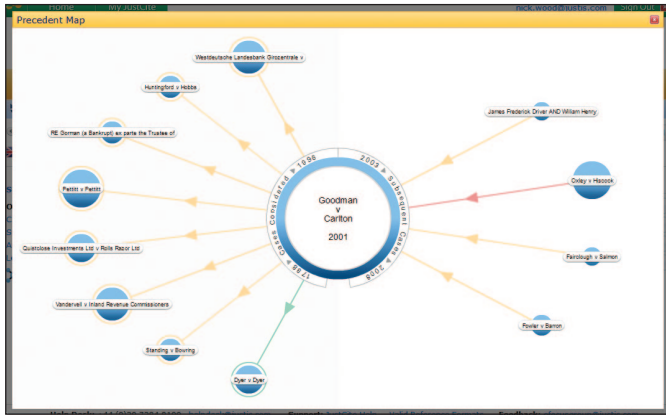 Home
My JustCite
nick.wood@justis.com
Sign Out
Precedent Map
Westdeutsche Landesbank Girozentrale v
Huntingford v Hobbs
James Frederick Driver AND William Henry
RE Gorman (a Bankrupt) ex parte the Trustee of
1788 > Cases Considered > 1996
2002 > Subsequent Cases > 2008
Goodman
v
Carlton
2001
Pettitt v Pettitt
Oxley v Hiscock
Quistclose Investments Ltd v Rolls Razor Ltd
Fairclough v Salmon
Vandervell v Inland Revenue Commissioners
Fowler v Barron
Standing v Bowring
Dyer v Dyer